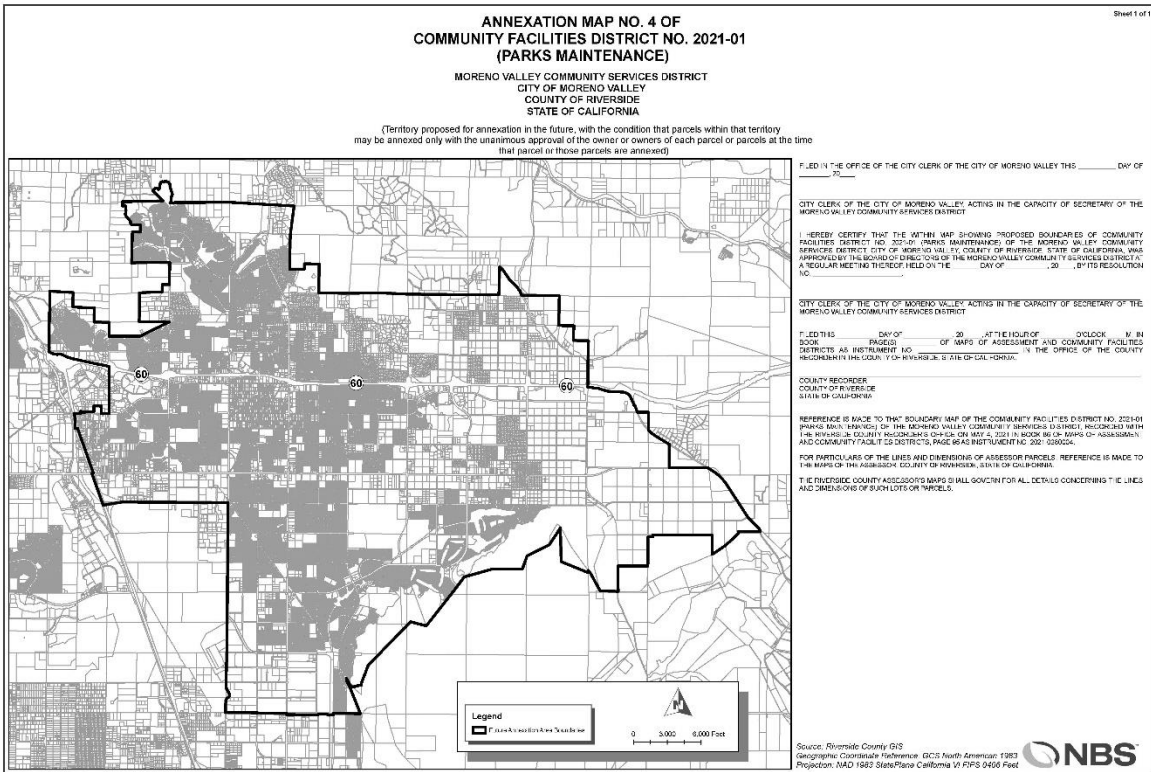 Sheet 1 of 1
ANNEXATION MAP NO. 4 OF
COMMUNITY FACILITIES DISTRICT NO. 2021-01
(PARKS MAINTENANCE)
MORENO VALLEY COMMUNITY SERVICES DISTRICT
CITY OF MORENO VALLEY
COUNTY OF RIVERSIDE
STATE OF CALIFORNIA
(Territory proposed for annexation in the future, with the condition that parcels within that territory
may be annexed only with the unanimous approval of the owner or owners of each parcel or parcels at the time
that parcel or those parcels are annexed)
60
60
60
Legend
Future Annexation Area Boundaries
N
0 3,000 6,000 Feet
FILED IN THE OFFICE OF THE CITY CLERK OF THE CITY OF MORENO VALLEY THIS ________ DAY OF
______, 20___
CITY CLERK OF THE CITY OF MORENO VALLEY, ACTING IN THE CAPACITY OF SECRETARY OF THE
MORENO VALLEY COMMUNITY SERVICES DISTRICT
I HEREBY CERTIFY THAT THE WITHIN MAP SHOWING PROPOSED BOUNDARIES OF COMMUNITY
FACILITIES DISTRICT NO. 2021-01 (PARKS MAINTENANCE) OF THE MORENO VALLEY COMMUNITY
SERVICES DISTRICT, CITY OF MORENO VALLEY, COUNTY OF RIVERSIDE, STATE OF CALIFORNIA, WAS
APPROVED BY THE BOARD OF DIRECTORS OF THE MORENO VALLEY COMMUNITY SERVICES DISTRICT AT
A REGULAR MEETING THEREOF, HELD ON THE ______ DAY OF ________, 20__, BY ITS RESOLUTION
NO. ____________.
CITY CLERK OF THE CITY OF MORENO VALLEY, ACTING IN THE CAPACITY OF SECRETARY OF THE
MORENO VALLEY COMMUNITY SERVICES DISTRICT
FILED THIS ______ DAY OF ________, 20__, AT THE HOUR OF ______ O'CLOCK __M IN
BOOK ______ PAGE(S) ______ OF MAPS OF ASSESSMENT AND COMMUNITY FACILITIES
DISTRICTS AS INSTRUMENT NO. ____________ IN THE OFFICE OF THE COUNTY
RECORDER IN THE COUNTY OF RIVERSIDE, STATE OF CALIFORNIA.
COUNTY RECORDER
COUNTY OF RIVERSIDE
STATE OF CALIFORNIA
REFERENCE IS MADE TO THAT BOUNDARY MAP OF THE COMMUNITY FACILITIES DISTRICT NO. 2021-01
(PARKS MAINTENANCE) OF THE MORENO VALLEY COMMUNITY SERVICES DISTRICT, RECORDED WITH
THE RIVERSIDE COUNTY RECORDER'S OFFICE ON MAY 4, 2021 IN BOOK 86 OF MAPS OF ASSESSMENT
AND COMMUNITY FACILITIES DISTRICTS, PAGE 95 AS INSTRUMENT NO.
FOR PARTICULARS OF THE LINES AND DIMENSIONS OF ASSESSOR PARCELS, REFERENCE IS MADE TO
THE MAPS OF THE ASSESSOR, COUNTY OF RIVERSIDE, STATE OF CALIFORNIA.
THE RIVERSIDE COUNTY ASSESSOR'S MAPS SHALL GOVERN FOR ALL DETAILS CONCERNING THE LINES
AND DIMENSIONS OF SUCH LOTS OR PARCELS.
Source: Riverside County GIS
Geographic Coordinate Reference: GCS North American 1983
Projection: NAD 1983 StatePlane California VI FIPS 0406 Feet
NBS